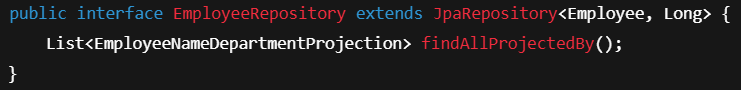 public interface EmployeeRepository extends JpaRepository<Employee, Long> {
    List<EmployeeNameDepartmentProjection> findAllProjectedBy();
}